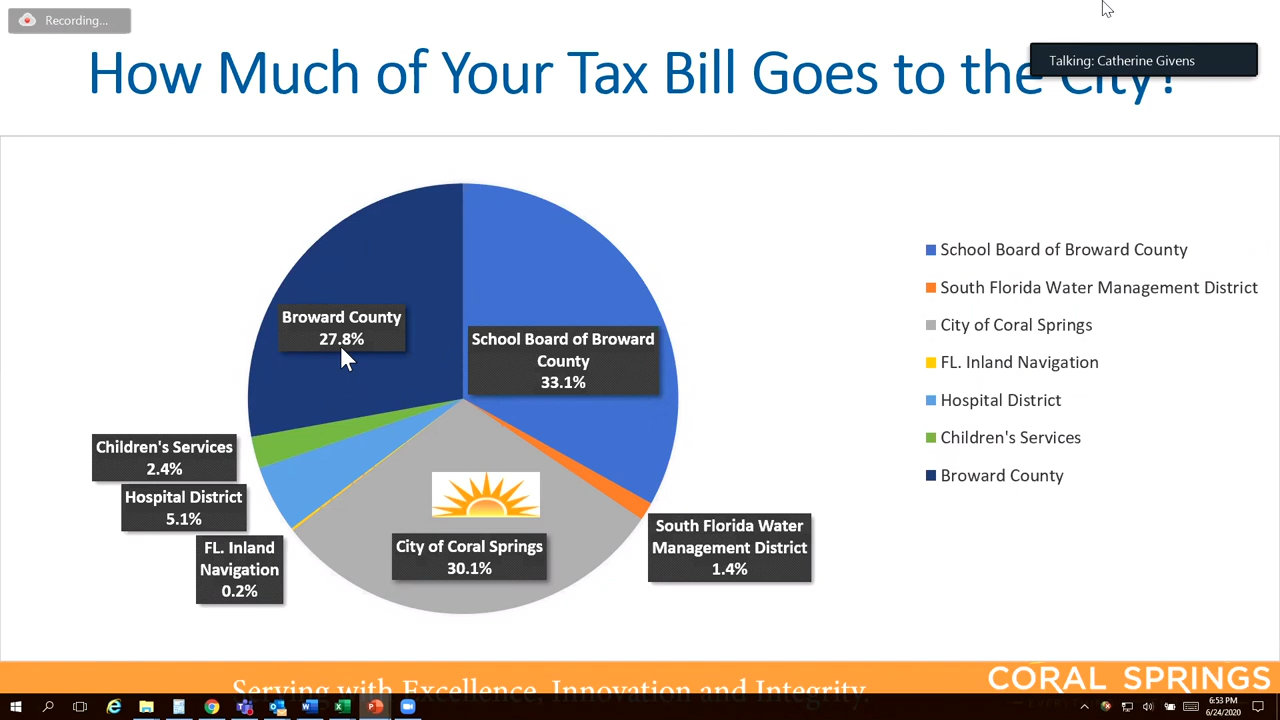 Recording...
How Much of Your Tax Bill Goes to the City?
Talking: Catherine Givens
Broward County
27.8%
School Board of Broward
County
33.1%
Children's Services
2.4%
Hospital District
5.1%
FL. Inland
Navigation
0.2%
City of Coral Springs
30.1%
South Florida Water
Management District
1.4%
School Board of Broward County
South Florida Water Management District
City of Coral Springs
FL. Inland Navigation
Hospital District
Children's Services
Broward County
Serving with Excellence, Innovation and Integrity.
CORAL SPRINGS
6:53 PM
6/24/2020